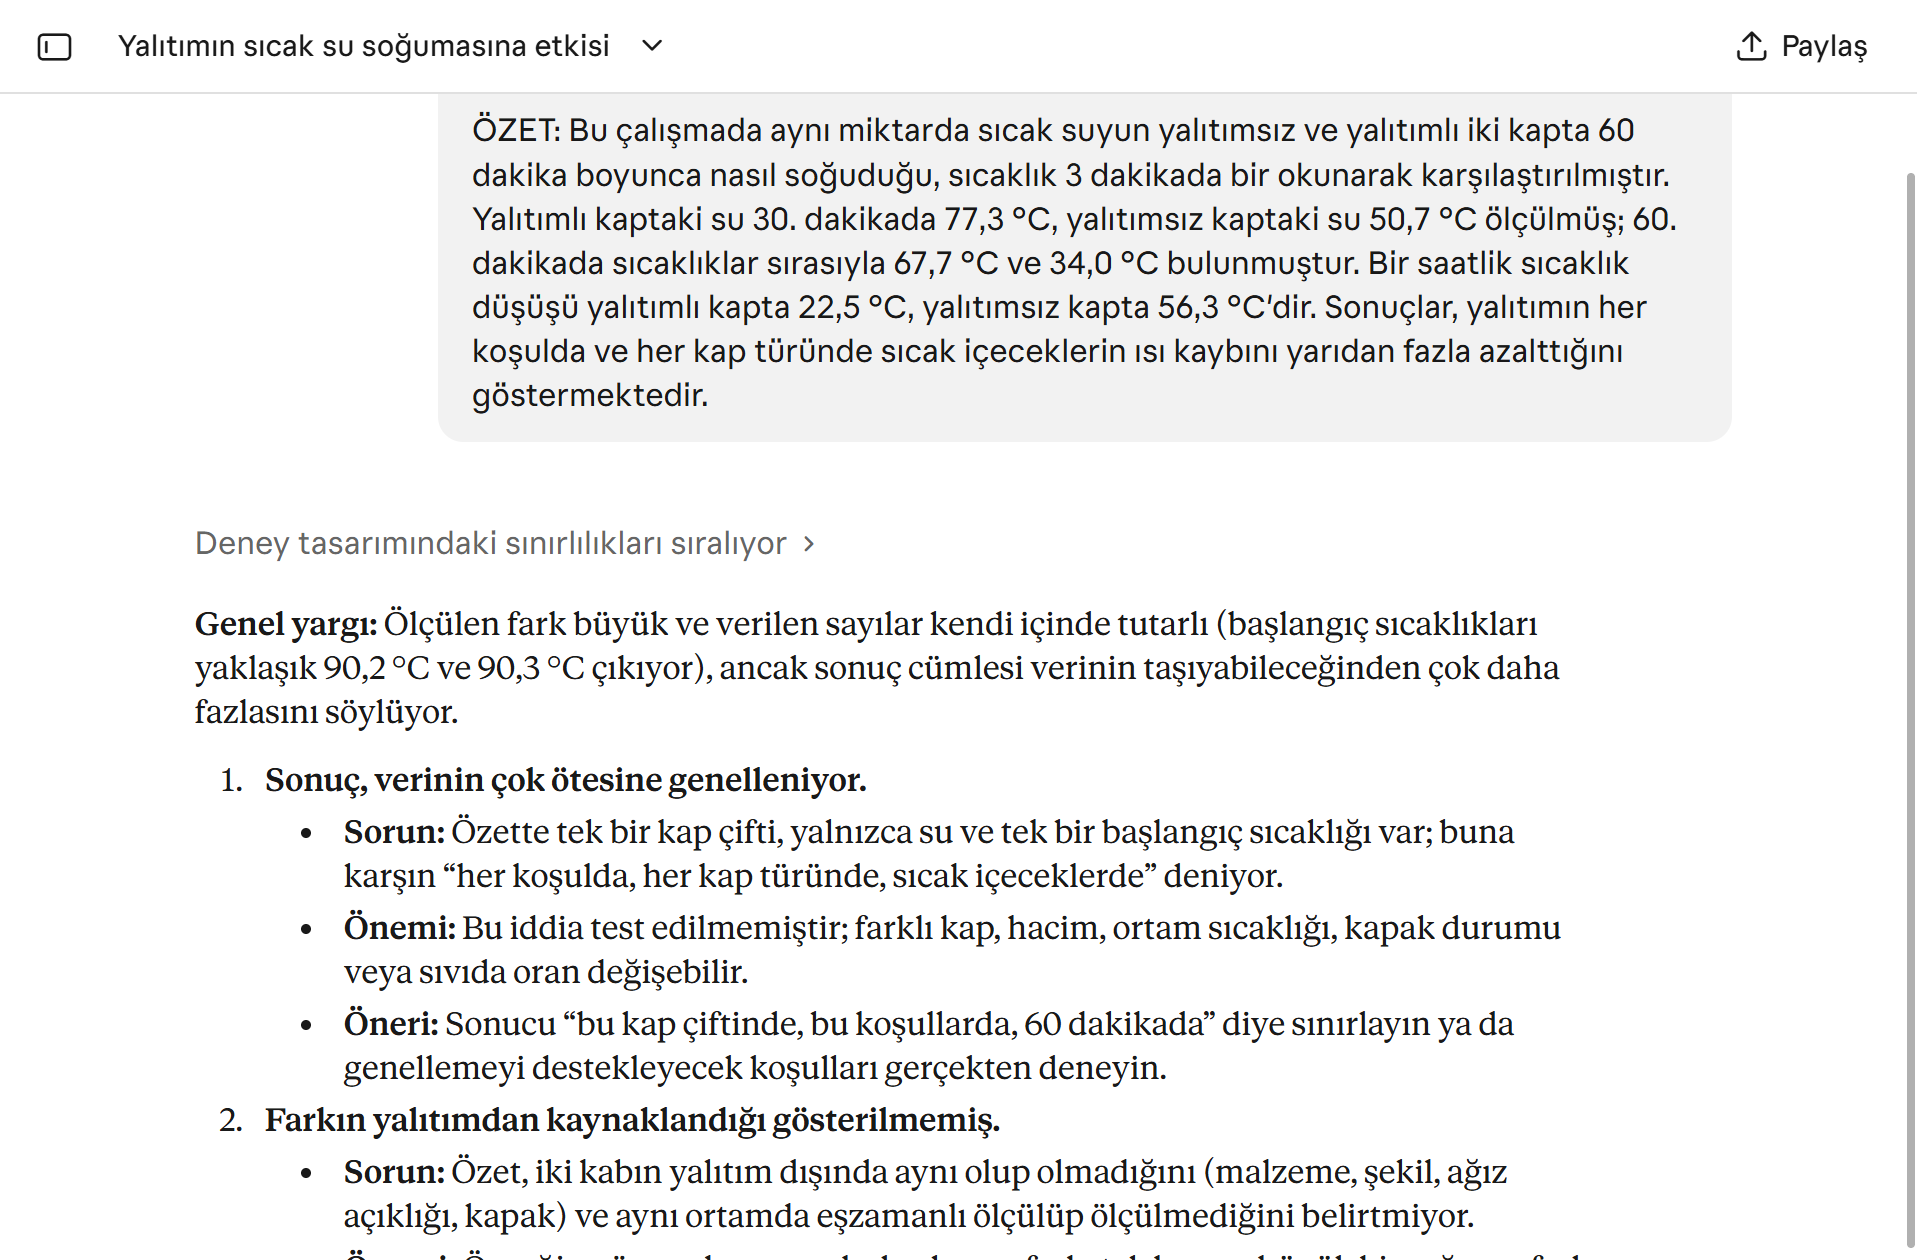 Yalıtımın sıcak su soğumasına etkisi
Paylaş
ÖZET: Bu çalışmada aynı miktarda sıcak suyun yalıtımsız ve yalıtımlı iki kapta 60
dakika boyunca nasıl soğuduğu, sıcaklık 3 dakikada bir okunarak karşılaştırılmıştır.
Yalıtımlı kaptaki su 30. dakikada 77,3 °C, yalıtımsız kaptaki su 50,7 °C ölçülmüş; 60.
dakikada sıcaklıklar sırasıyla 67,7 °C ve 34,0 °C bulunmuştur. Bir saatlik sıcaklık
düşüşü yalıtımlı kapta 22,5 °C, yalıtımsız kapta 56,3 °C'dir. Sonuçlar, yalıtımın her
koşulda ve her kap türünde sıcak içeceklerin ısı kaybını yarıdan fazla azalttığını
göstermektedir.
Deney tasarımındaki sınırlılıkları sıralıyor
Genel yargı: Ölçülen fark büyük ve verilen sayılar kendi içinde tutarlı (başlangıç sıcaklıkları
yaklaşık 90,2 °C ve 90,3 °C çıkıyor), ancak sonuç cümlesi verinin taşıyabileceğinden çok daha
fazlasını söylüyor.
1. Sonuç, verinin çok ötesine genelleniyor.
• Sorun: Özette tek bir kap çifti, yalnızca su ve tek bir başlangıç sıcaklığı var; buna
karşın “her koşulda, her kap türünde, sıcak içeceklerde” deniyor.
• Önemi: Bu iddia test edilmemiştir; farklı kap, hacim, ortam sıcaklığı, kapak durumu
veya sıvıda oran değişebilir.
• Öneri: Sonucu “bu kap çiftinde, bu koşullarda, 60 dakikada” diye sınırlayın ya da
genellemeyi destekleyecek koşulları gerçekten deneyin.
2. Farkın yalıtımdan kaynaklandığı gösterilmemiş.
• Sorun: Özet, iki kabın yalıtım dışında aynı olup olmadığını (malzeme, şekil, ağız
açıklığı, kapak) ve aynı ortamda eşzamanlı ölçülüp ölçülmediğini belirtmiyor.